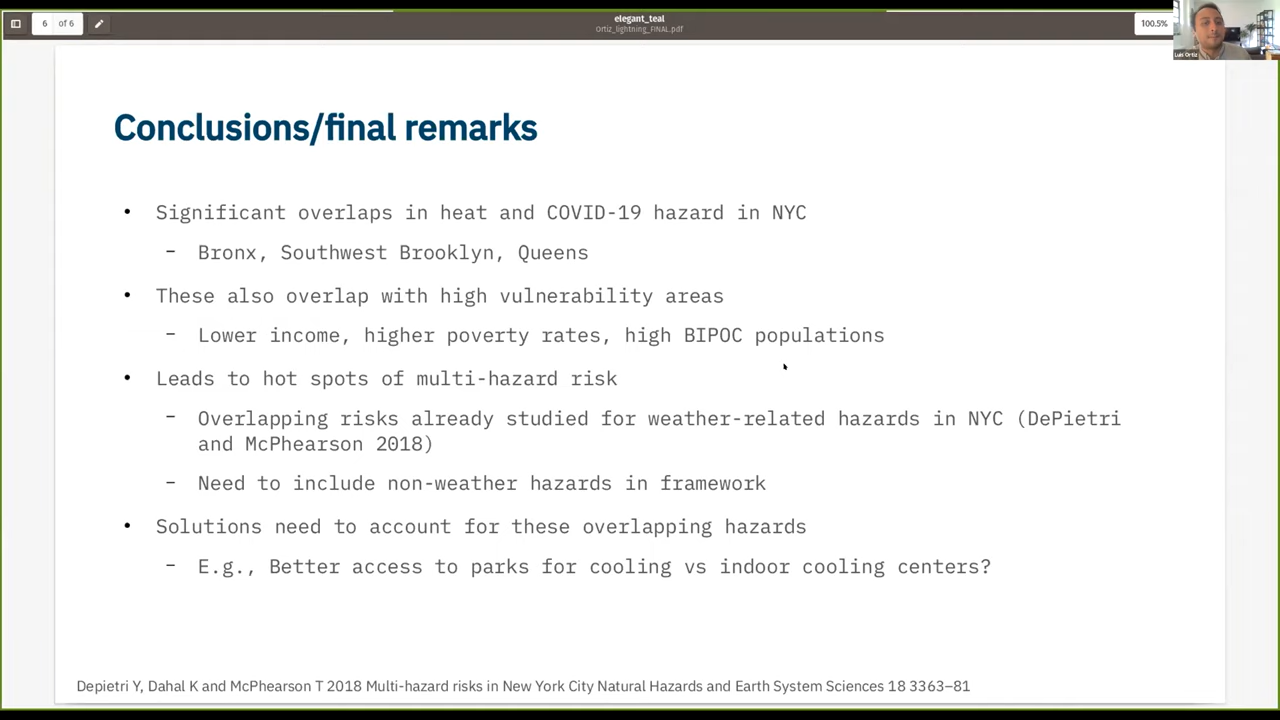 6 of 6
elegant_teal
Ortiz_lightning_FINAL.pdf
100.5%
Luis Ortiz
Conclusions/final remarks
• Significant overlaps in heat and COVID-19 hazard in NYC
– Bronx, Southwest Brooklyn, Queens
• These also overlap with high vulnerability areas
– Lower income, higher poverty rates, high BIPOC populations
• Leads to hot spots of multi-hazard risk
– Overlapping risks already studied for weather-related hazards in NYC (DePietri
and McPhearson 2018)
– Need to include non-weather hazards in framework
• Solutions need to account for these overlapping hazards
– E.g., Better access to parks for cooling vs indoor cooling centers?
Depietri Y, Dahal K and McPhearson T 2018 Multi-hazard risks in New York City Natural Hazards and Earth System Sciences 18 3363–81